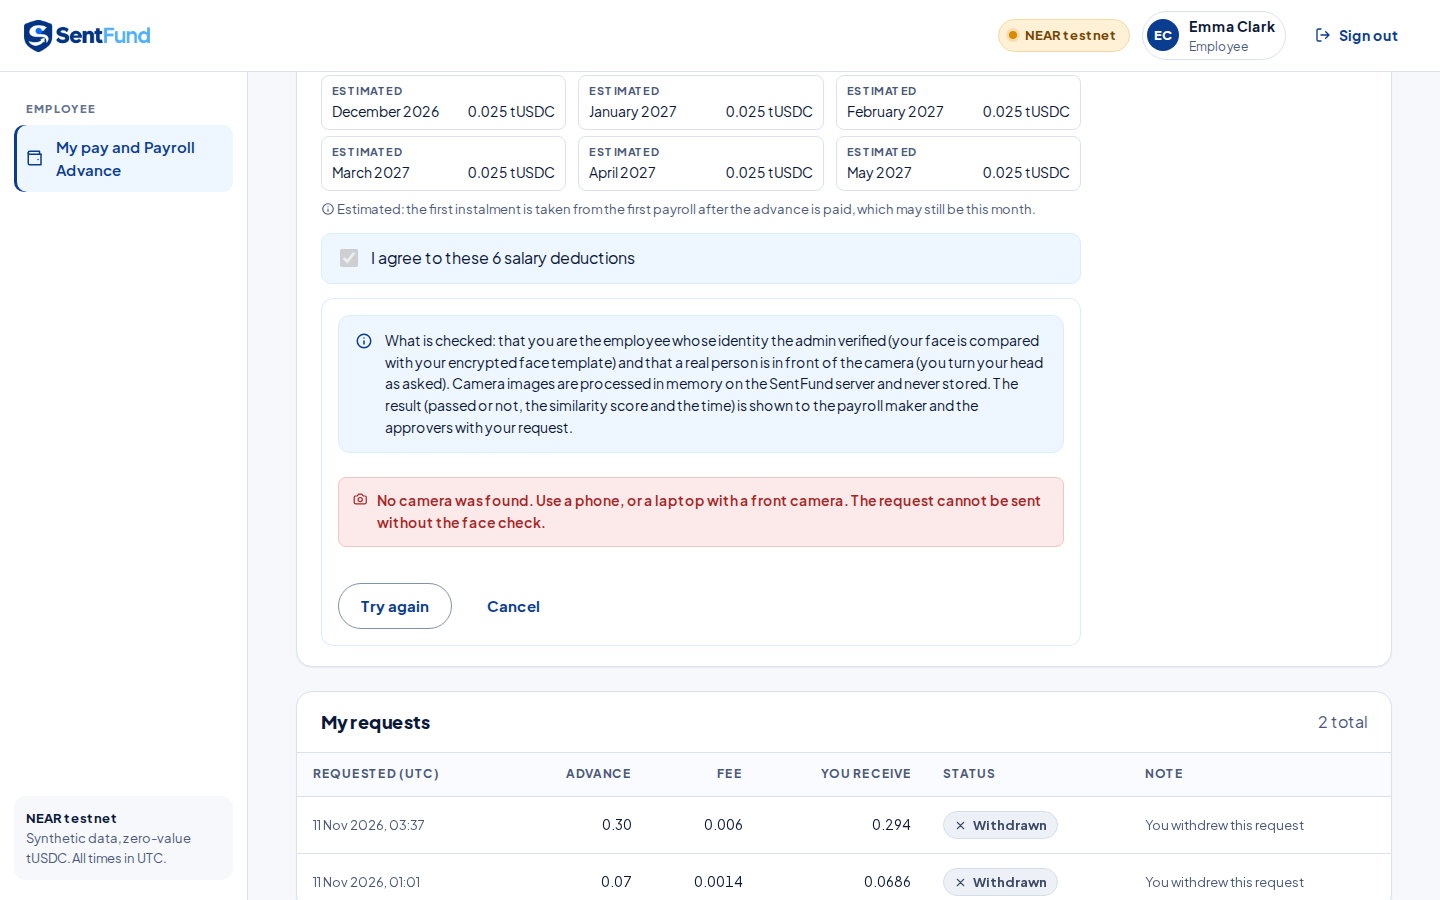 SentFund
NEAR testnet
EC
Emma Clark
Employee
Sign out
EMPLOYEE
My pay and Payroll
Advance
ESTIMATED
December 2026 0.025 tUSDC
ESTIMATED
January 2027 0.025 tUSDC
ESTIMATED
February 2027 0.025 tUSDC
ESTIMATED
March 2027 0.025 tUSDC
ESTIMATED
April 2027 0.025 tUSDC
ESTIMATED
May 2027 0.025 tUSDC
Estimated: the first instalment is taken from the first payroll after the advance is paid, which may still be this month.
I agree to these 6 salary deductions
What is checked: that you are the employee whose identity the admin verified (your face is compared
with your encrypted face template) and that a real person is in front of the camera (you turn your head
as asked). Camera images are processed in memory on the SentFund server and never stored. The
result (passed or not, the similarity score and the time) is shown to the payroll maker and the
approvers with your request.
No camera was found. Use a phone, or a laptop with a front camera. The request cannot be sent
without the face check.
Try again
Cancel
My requests
2 total
REQUESTED (UTC) ADVANCE FEE YOU RECEIVE STATUS NOTE
11 Nov 2026, 03:37 0.30 0.006 0.294 Withdrawn You withdrew this request
11 Nov 2026, 01:01 0.07 0.0014 0.0686 Withdrawn You withdrew this request
NEAR testnet
Synthetic data, zero-value
tUSDC. All times in UTC.